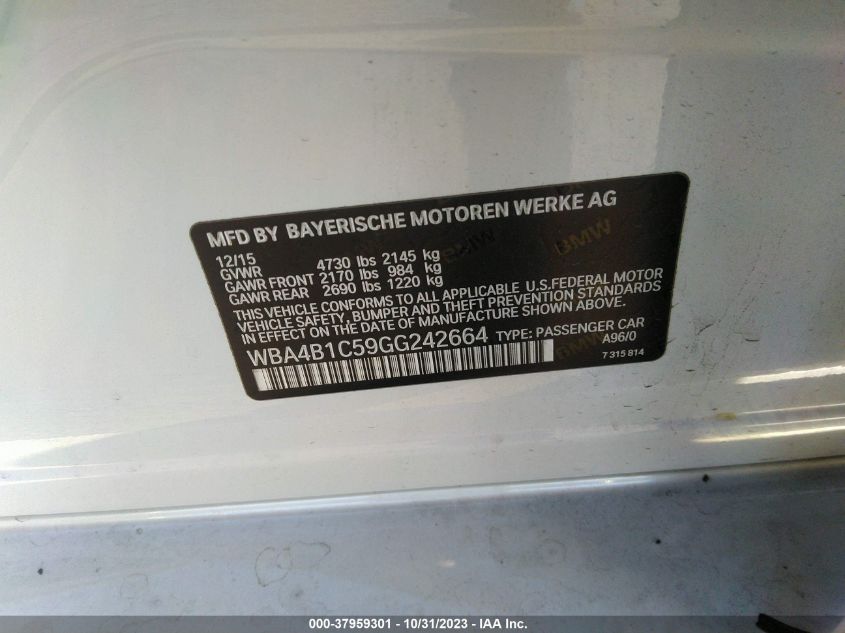 MFD BY BAYERISCHE MOTOREN WERKE AG
12/15
GVWR 4730 lbs 2145 kg
GAWR FRONT 2170 lbs 984 kg
GAWR REAR 2690 lbs 1220 kg
THIS VEHICLE CONFORMS TO ALL APPLICABLE U.S.FEDERAL MOTOR
VEHICLE SAFETY, BUMPER AND THEFT PREVENTION STANDARDS
IN EFFECT ON THE DATE OF MANUFACTURE SHOWN ABOVE.
WBA4B1C59GG242664 TYPE: PASSENGER CAR
A96/0
7 315 814
BMW
BMW
BMW
000-37959301 - 10/31/2023 - IAA Inc.